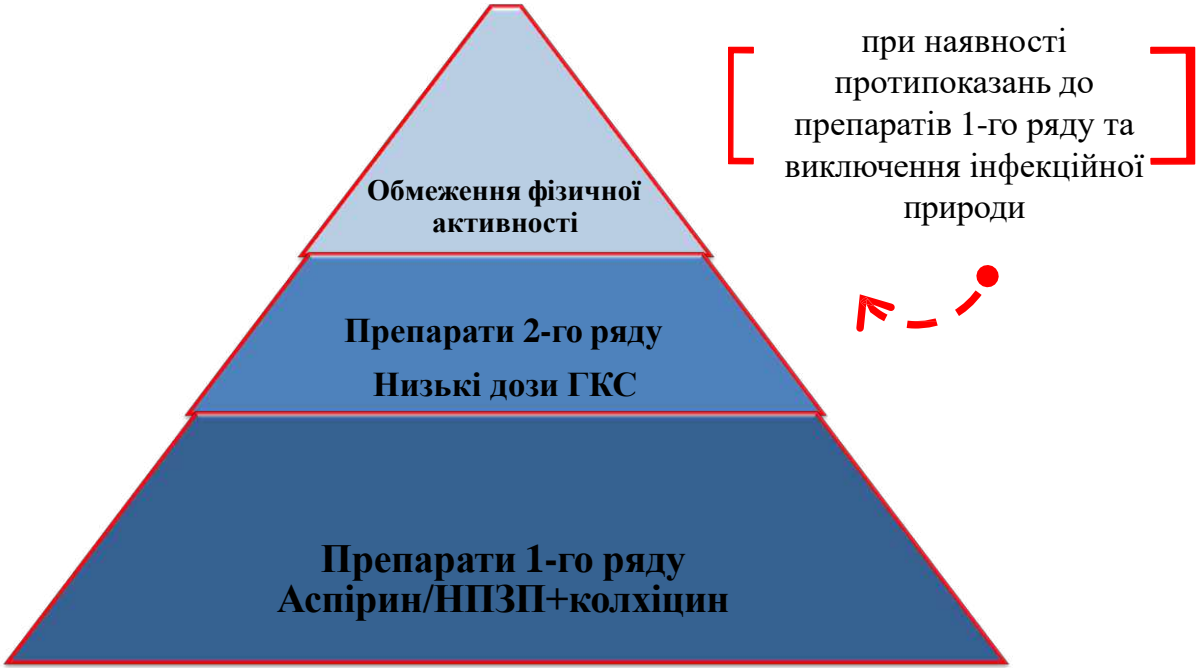 при наявності
протипоказань до
препаратів 1-го ряду та
виключення інфекційної
природи
Обмеження фізичної
активності
Препарати 2-го ряду
Низькі дози ГКС
Препарати 1-го ряду
Аспірин/НПЗП+колхіцин